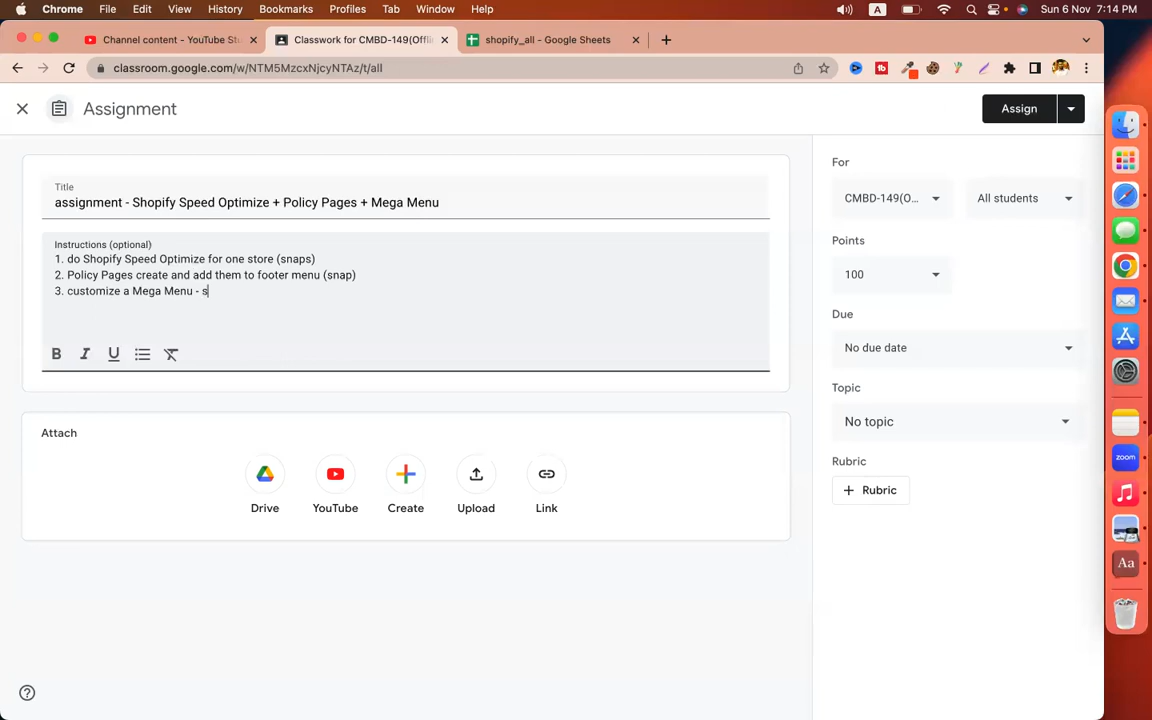 Chrome File Edit View History Bookmarks Profiles Tab Window Help A Sun 6 Nov 7:14 PM
Channel content - YouTube St Classwork for CMBD-149(Offli shopify_all - Google Sheets
classroom.google.com/w/NTM5MzcxNjcyNTAz/t/all
Assignment
Assign
Title
assignment - Shopify Speed Optimize + Policy Pages + Mega Menu
Instructions (optional)
1. do Shopify Speed Optimize for one store (snaps)
2. Policy Pages create and add them to footer menu (snap)
3. customize a Mega Menu - s
B I U
Attach
Drive YouTube Create Upload Link
For
CMBD-149(O... All students
Points
100
Due
No due date
Topic
No topic
Rubric
+ Rubric
zoom
Aa